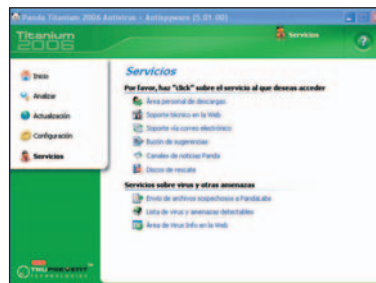 Panda Titanium 2006 Antivirus + Antispyware (5.01.00)
Titanium
2006
Servicios
Inicio
Analizar
Actualización
Configuración
Servicios
Servicios
Por favor, haz "click" sobre el servicio al que deseas acceder
Área personal de descargas
Soporte técnico en la Web
Soporte vía correo electrónico
Buzón de sugerencias
Canales de noticias Panda
Discos de rescate
Servicios sobre virus y otras amenazas
Envío de archivos sospechosos a PandaLabs
Lista de virus y amenazas detectables
Área de Virus Info en la Web
TRUPREVENT
TECHNOLOGIES